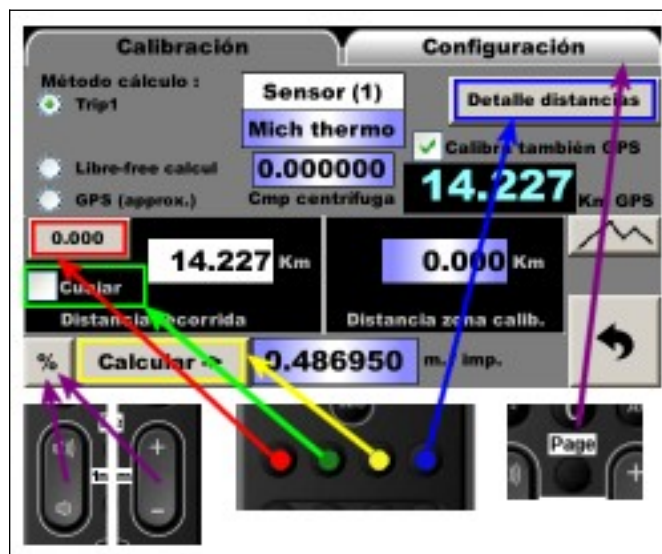 Calibración
Configuración
Método cálculo :
Trip1
Sensor (1)
Detalle distancias
Mich thermo
Calibra también GPS
Libre-free calcul
0.000000
14.227
GPS (approx.)
Cmp centrífuga
Km GPS
0.000
14.227 Km
0.000 Km
Cuajar
Distancia recorrida
Distancia zona calib.
%
Calcular ->
0.486950
m./ imp.
Page
+
+
-